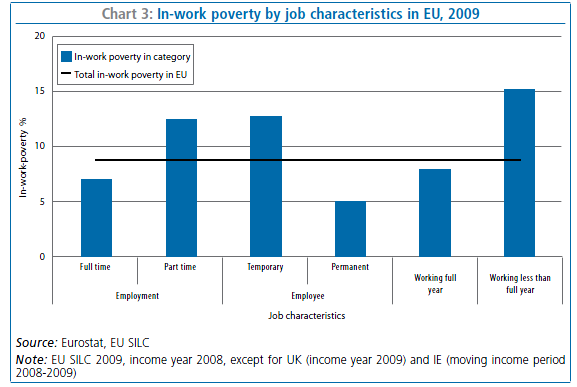 Chart 3: In-work poverty by job characteristics in EU, 2009
20
In-work poverty in category
Total in-work poverty in EU
15
In-work-poverty %
10
5
0
Full time
Part time
Temporary
Permanent
Working full
year
Working less than
full year
Employment
Employee
Job characteristics
Source: Eurostat, EU SILC
Note: EU SILC 2009, income year 2008, except for UK (income year 2009) and IE (moving income period
2008-2009)